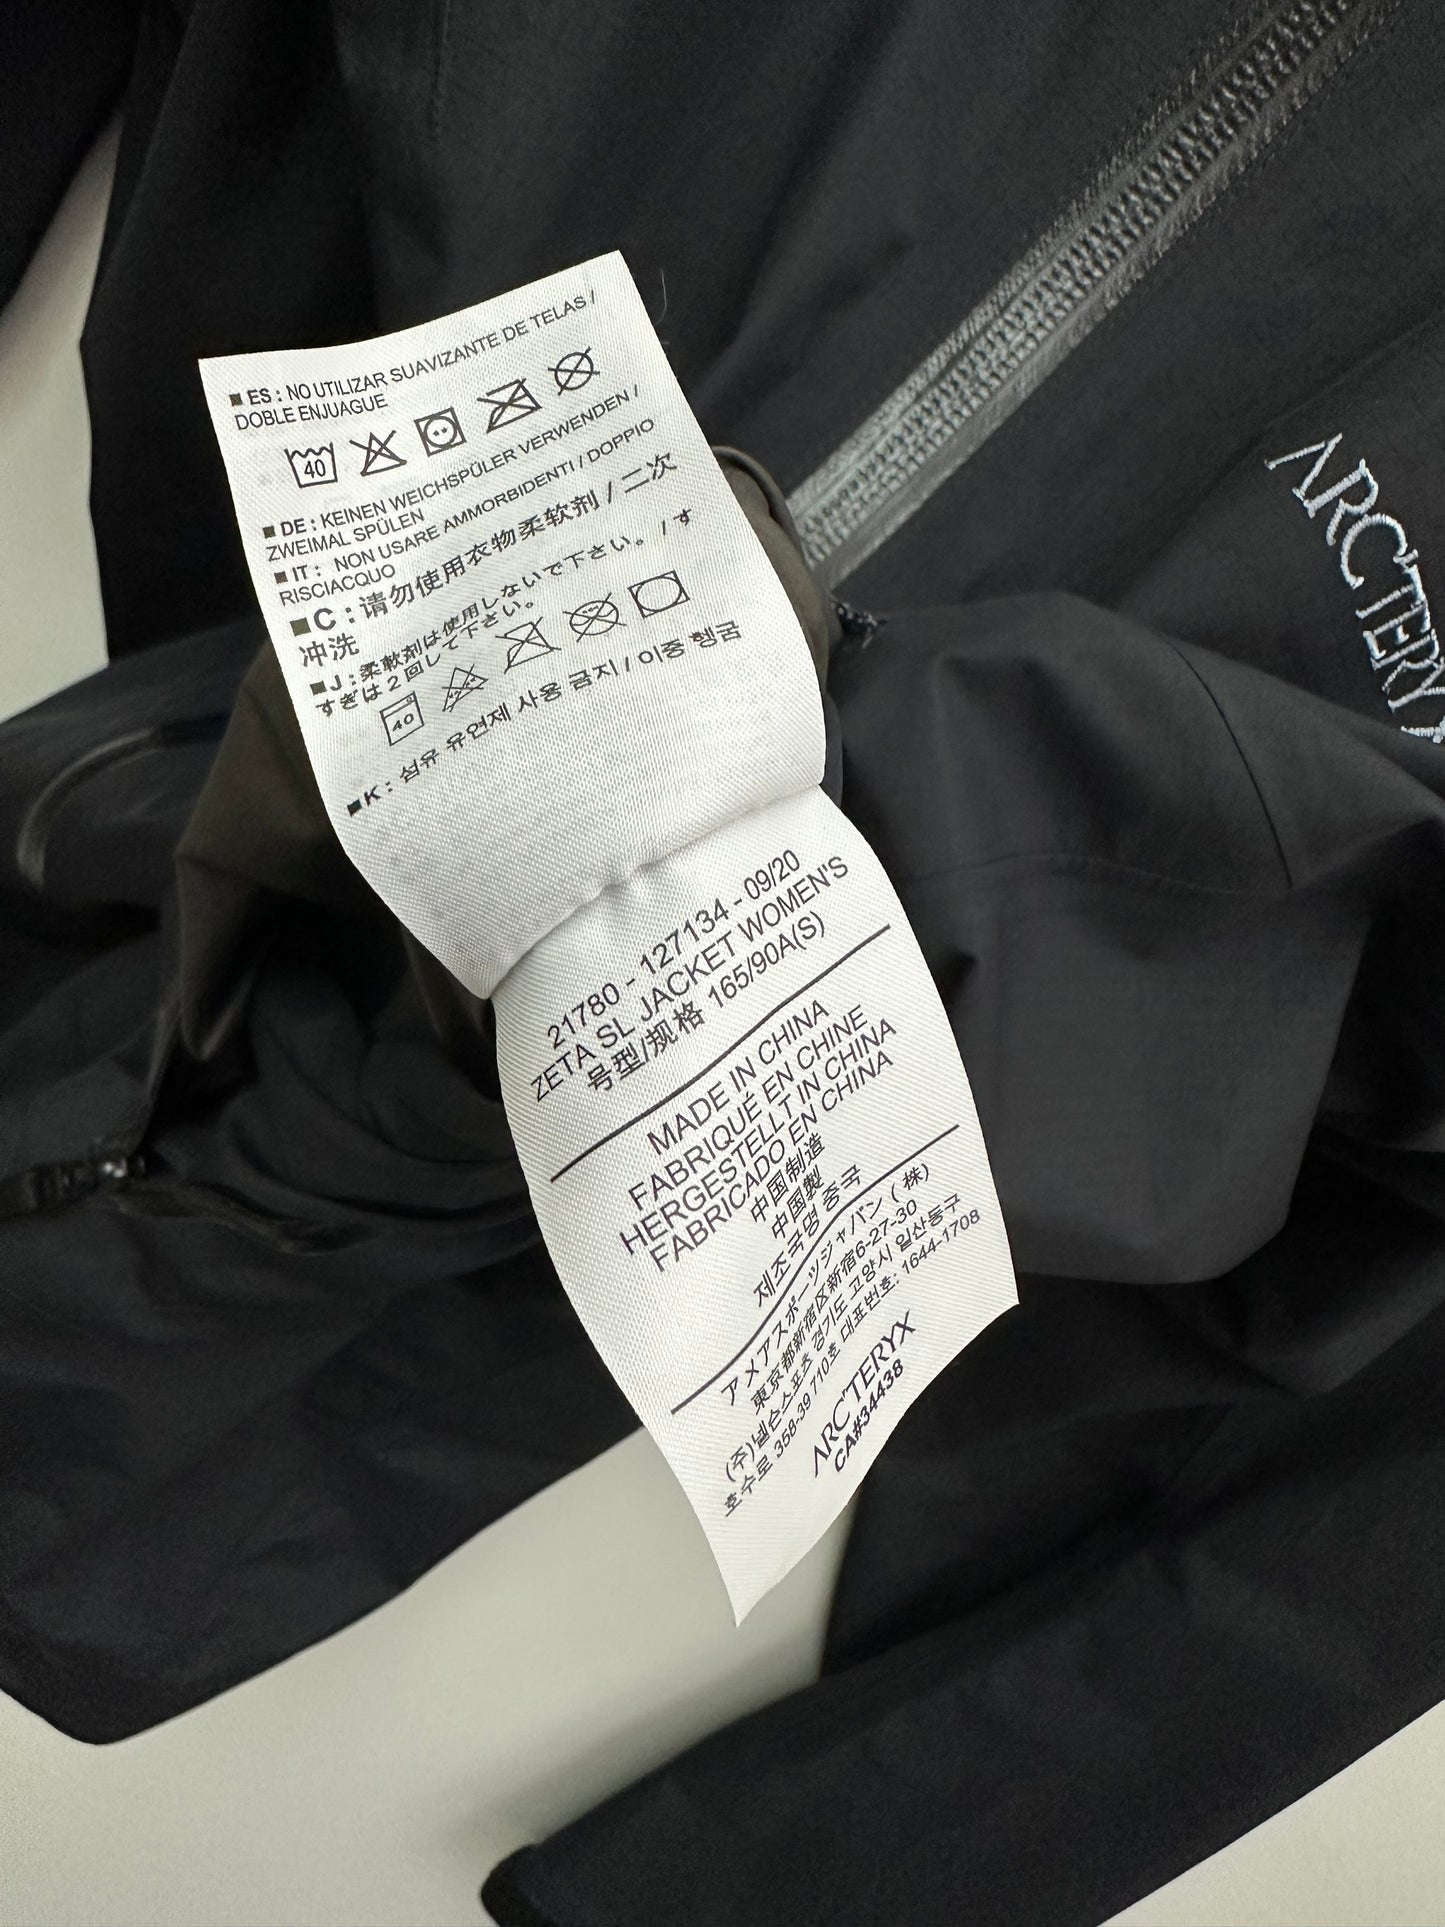 ■ ES : NO UTILIZAR SUAVIZANTE DE TELAS /
DOBLE ENJUAGUE
40
■ DE : KEINEN WEICHSPÜLER VERWENDEN /
ZWEIMAL SPÜLEN
■ IT : NON USARE AMMORBIDENTI / DOPPIO
RISCIACQUO
■ C : 请勿使用衣物柔软剂 / 二次
冲洗
■ J : 柔軟剤は使用しないで下さい。 / す
すぎは2回して下さい。
40
■ K : 섬유 유연제 사용 금지 / 이중 헹굼
21780 - 127134 - 09/20
ZETA SL JACKET WOMEN'S
号型/规格 165/90A(S)
MADE IN CHINA
FABRIQUÉ EN CHINE
HERGESTELLT IN CHINA
FABRICADO EN CHINA
中国制造
中国製
제조국명 중국
アメアスポーツジャパン (株)
東京都新宿区新宿6-27-30
(주)넬슨스포츠 경기도 고양시 일산동구
호수로 358-39 710호 대표번호: 1644-1708
ARC'TERYX
CA#34438
ARC'TERYX